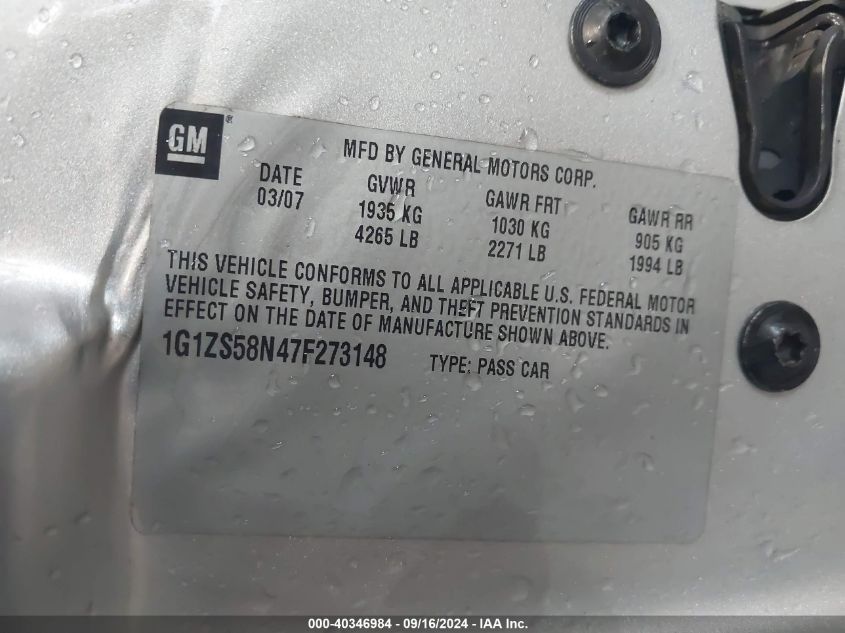 GM®
MFD BY GENERAL MOTORS CORP.
DATE GVWR GAWR FRT GAWR RR
03/07 1935 KG 1030 KG 905 KG
4265 LB 2271 LB 1994 LB
THIS VEHICLE CONFORMS TO ALL APPLICABLE U.S. FEDERAL MOTOR
VEHICLE SAFETY, BUMPER, AND THEFT PREVENTION STANDARDS IN
EFFECT ON THE DATE OF MANUFACTURE SHOWN ABOVE.
1G1ZS58N47F273148 TYPE: PASS CAR
000-40346984 - 09/16/2024 - IAA Inc.